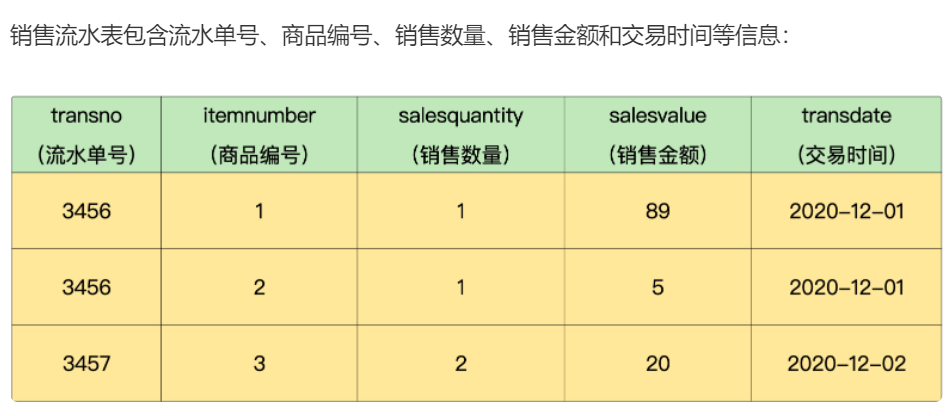 销售流水表包含流水单号、商品编号、销售数量、销售金额和交易时间等信息：
transno itemnumber salesquantity salesvalue transdate
（流水单号） （商品编号） （销售数量） （销售金额） （交易时间）
3456 1 1 89 2020-12-01
3456 2 1 5 2020-12-01
3457 3 2 20 2020-12-02